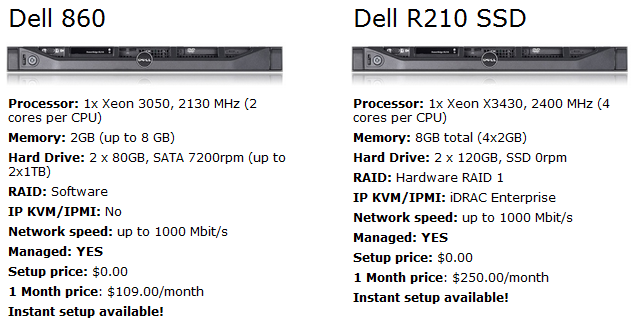 Dell 860
Processor: 1x Xeon 3050, 2130 MHz (2
cores per CPU)
Memory: 2GB (up to 8 GB)
Hard Drive: 2 x 80GB, SATA 7200rpm (up to
2x1TB)
RAID: Software
IP KVM/IPMI: No
Network speed: up to 1000 Mbit/s
Managed: YES
Setup price: $0.00
1 Month price: $109.00/month
Instant setup available!
Dell R210 SSD
Processor: 1x Xeon X3430, 2400 MHz (4
cores per CPU)
Memory: 8GB total (4x2GB)
Hard Drive: 2 x 120GB, SSD 0rpm
RAID: Hardware RAID 1
IP KVM/IPMI: iDRAC Enterprise
Network speed: up to 1000 Mbit/s
Managed: YES
Setup price: $0.00
1 Month price: $250.00/month
Instant setup available!